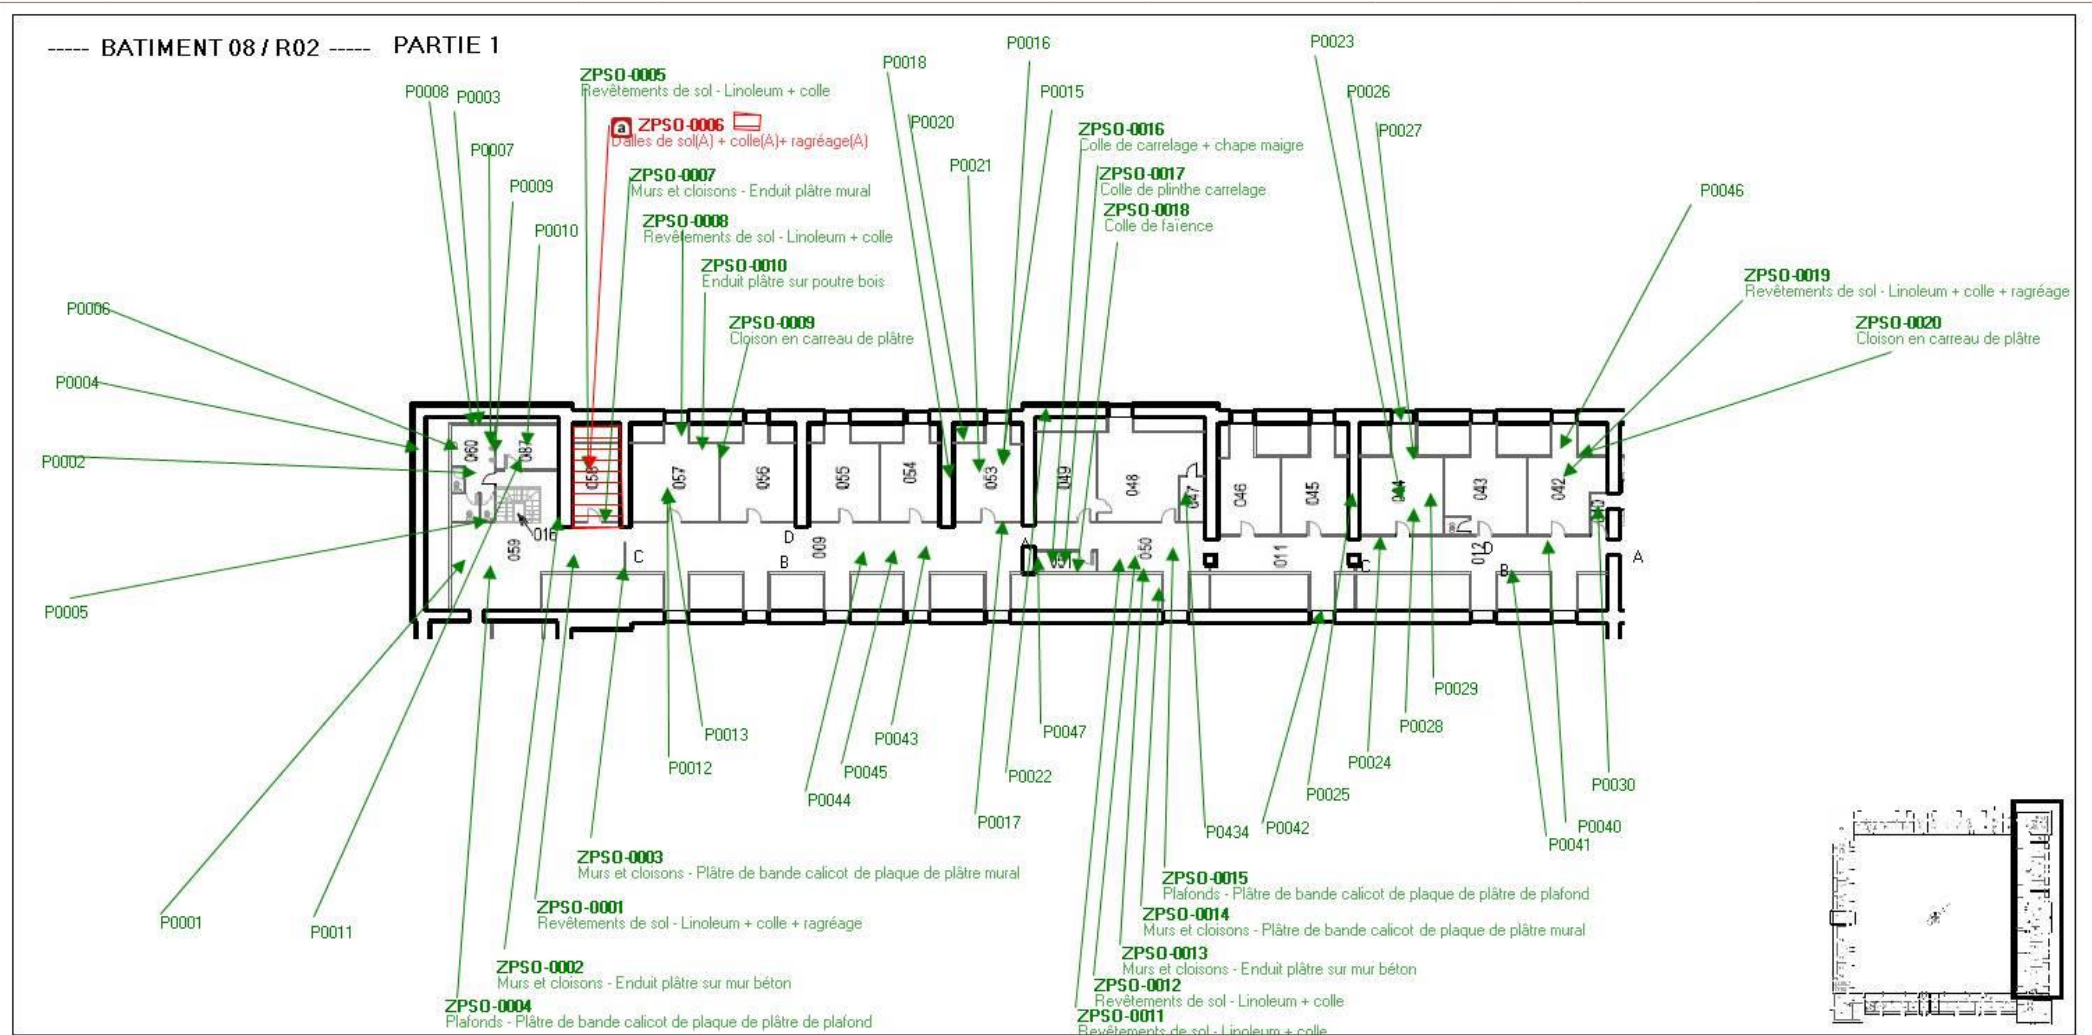 ----- BATIMENT 08 / R02 -----
PARTIE 1
P0008
P0003
P0007
P0009
P0010
P0006
P0004
P0002
P0005
P0001
P0011
ZPSO-0005
Revêtements de sol - Linoleum + colle
a ZPSO-0006
Dalles de sol(A) + colle(A)+ ragréage(A)
ZPSO-0007
Murs et cloisons - Enduit plâtre mural
ZPSO-0008
Revêtements de sol - Linoleum + colle
ZPSO-0010
Enduit plâtre sur poutre bois
ZPSO-0009
Cloison en carreau de plâtre
P0018
P0020
P0021
P0016
P0015
ZPSO-0016
Colle de carrelage + chape maigre
ZPSO-0017
Colle de plinthe carrelage
ZPSO-0018
Colle de faïence
P0023
P0026
P0027
P0046
ZPSO-0019
Revêtements de sol - Linoleum + colle + ragréage
ZPSO-0020
Cloison en carreau de plâtre
060
087
058
057
056
055
054
053
049
048
047
046
045
044
043
042
016
059
C
D
B
009
A
051
050
011
C
012
D
B
A
P0013
P0012
P0044
P0045
P0043
P0017
P0022
P0047
P0434
P0042
P0025
P0024
P0028
P0029
P0041
P0040
P0030
ZPSO-0003
Murs et cloisons - Plâtre de bande calicot de plaque de plâtre mural
ZPSO-0001
Revêtements de sol - Linoleum + colle + ragréage
ZPSO-0002
Murs et cloisons - Enduit plâtre sur mur béton
ZPSO-0004
Plafonds - Plâtre de bande calicot de plaque de plâtre de plafond
ZPSO-0015
Plafonds - Plâtre de bande calicot de plaque de plâtre de plafond
ZPSO-0014
Murs et cloisons - Plâtre de bande calicot de plaque de plâtre mural
ZPSO-0013
Murs et cloisons - Enduit plâtre sur mur béton
ZPSO-0012
Revêtements de sol - Linoleum + colle
ZPSO-0011
Revêtements de sol - Linoleum + colle